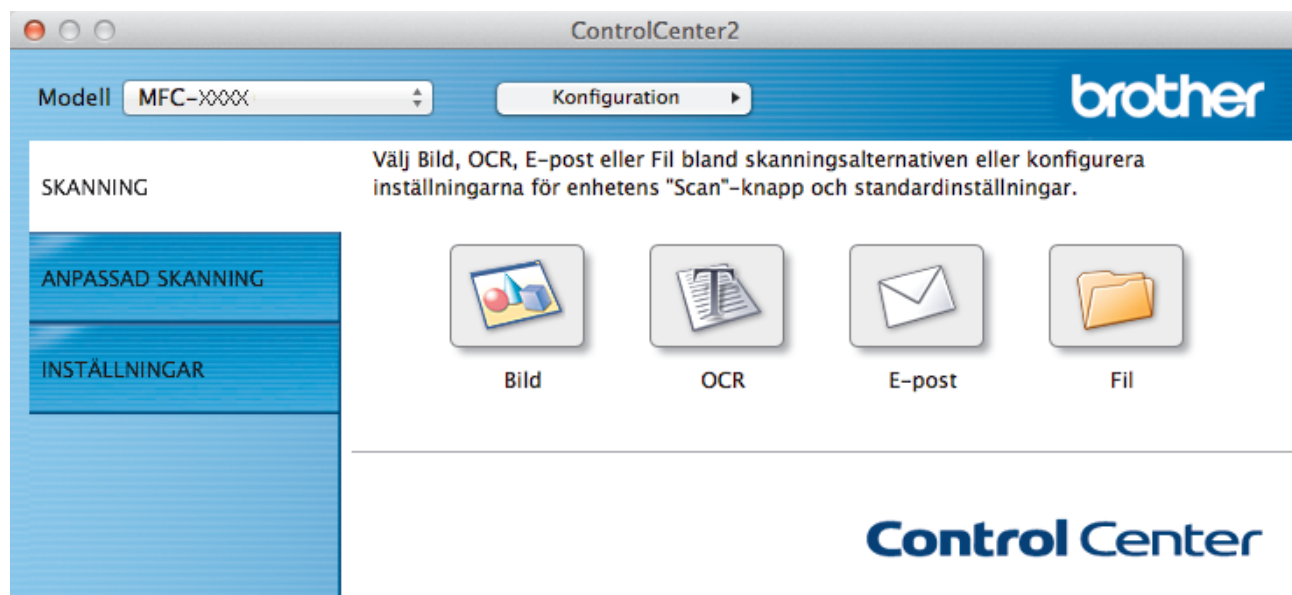 ControlCenter2
Modell MFC-XXXX Konfiguration
brother
SKANNING
ANPASSAD SKANNING
INSTÄLLNINGAR
Välj Bild, OCR, E-post eller Fil bland skanningsalternativen eller konfigurera
inställningarna för enhetens "Scan"-knapp och standardinställningar.
Bild OCR E-post Fil
Control Center